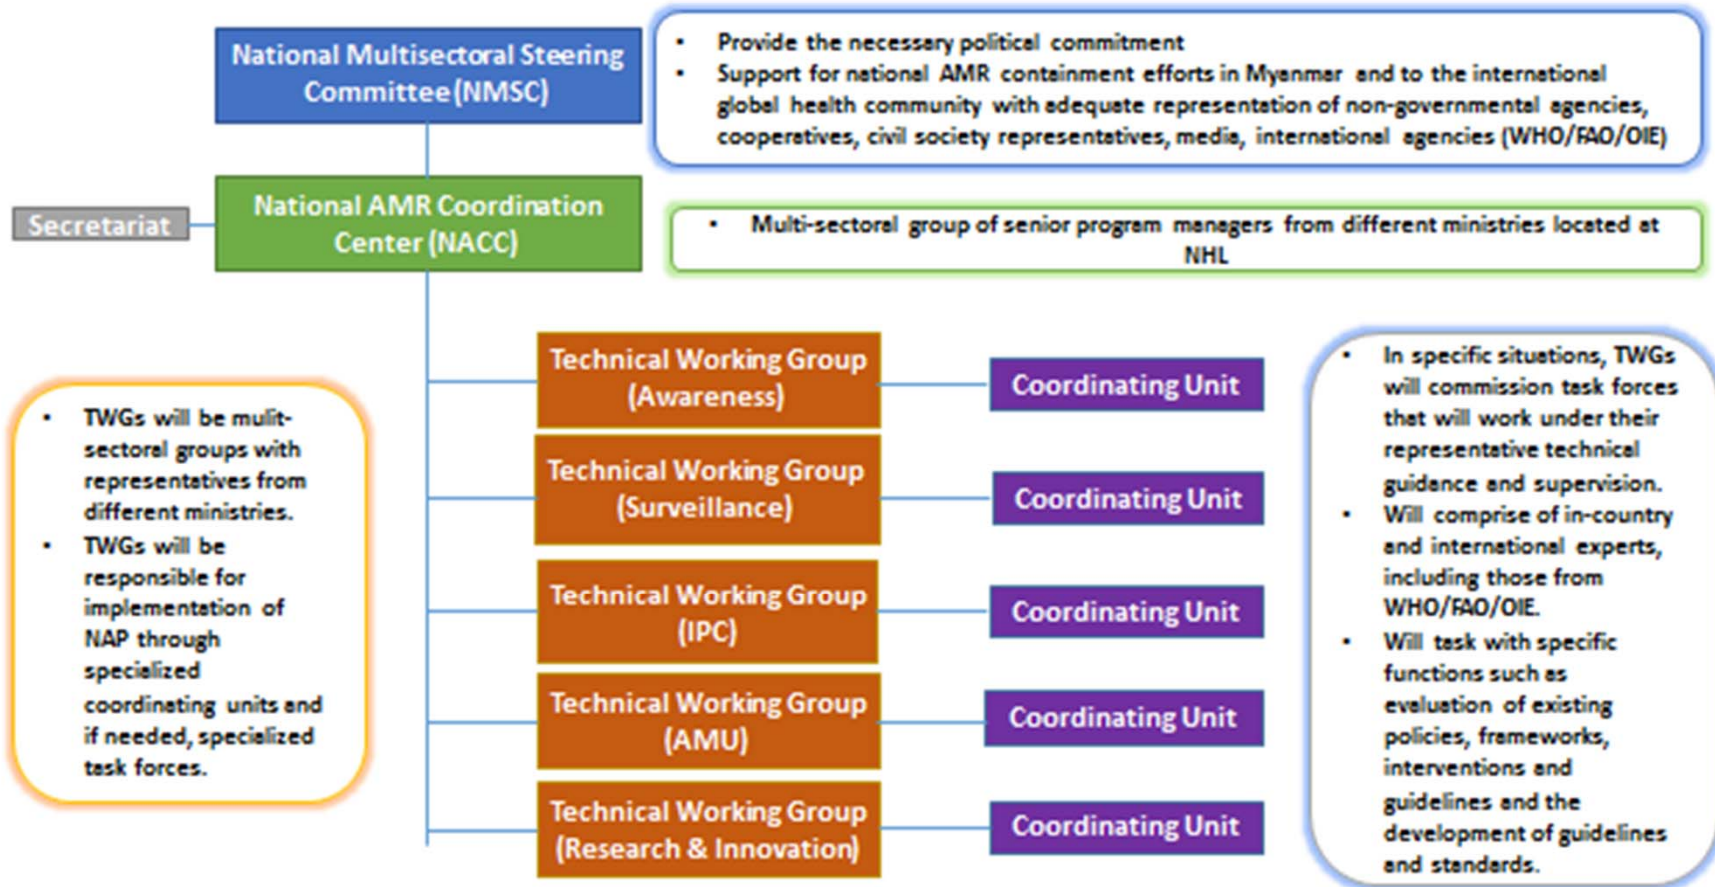 National Multisectoral Steering
Committee (NMSC)
• Provide the necessary political commitment
• Support for national AMR containment efforts in Myanmar and to the international
global health community with adequate representation of non-governmental agencies,
cooperatives, civil society representatives, media, international agencies (WHO/FAO/OIE)
Secretariat
National AMR Coordination
Center (NACC)
• Multi-sectoral group of senior program managers from different ministries located at
NHL
• TWGs will be mulit-
sectoral groups with
representatives from
different ministries.
• TWGs will be
responsible for
implementation of
NAP through
specialized
coordinating units and
if needed, specialized
task forces.
Technical Working Group
(Awareness)
Coordinating Unit
Technical Working Group
(Surveillance)
Coordinating Unit
Technical Working Group
(IPC)
Coordinating Unit
Technical Working Group
(AMU)
Coordinating Unit
Technical Working Group
(Research & Innovation)
Coordinating Unit
• In specific situations, TWGs
will commission task forces
that will work under their
representative technical
guidance and supervision.
• Will comprise of in-country
and international experts,
including those from
WHO/FAO/OIE.
• Will task with specific
functions such as
evaluation of existing
policies, frameworks,
interventions and
guidelines and the
development of guidelines
and standards.